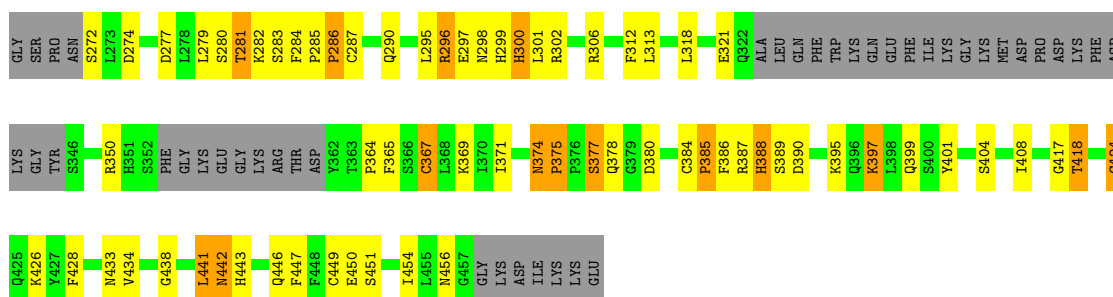 GLY SER PRO ASN S272 L273 D274 D277 L278 L279 S280 T281 K282 S283 F284 P285 P286 C287 Q290 L295 R296 E297 N298 H299 H300 L301 R302 R306 F312 L313 L318 E321 Q322 ALA LEU GLN PHE TRP LYS GLN GLU PHE ILE LYS GLY LYS MET ASP PRO ASP LYS PHE ASP
LYS GLY TYR S346 R350 H351 S352 PHE GLY LYS GLU GLY LYS ARG THR ASP Y362 T363 P364 F365 S366 C367 L368 K369 I370 I371 N374 P375 P376 S377 Q378 G379 D380 C384 P385 F386 R387 H388 S389 D390 K395 Q396 K397 L398 Q399 S400 Y401 S404 I408 G417 T418
Q425 K426 Y427 F428 N433 V434 G438 L441 N442 H443 Q446 F447 F448 C449 E450 S451 I454 L455 N456 G457 GLY LYS ASP ILE LYS LYS GLU